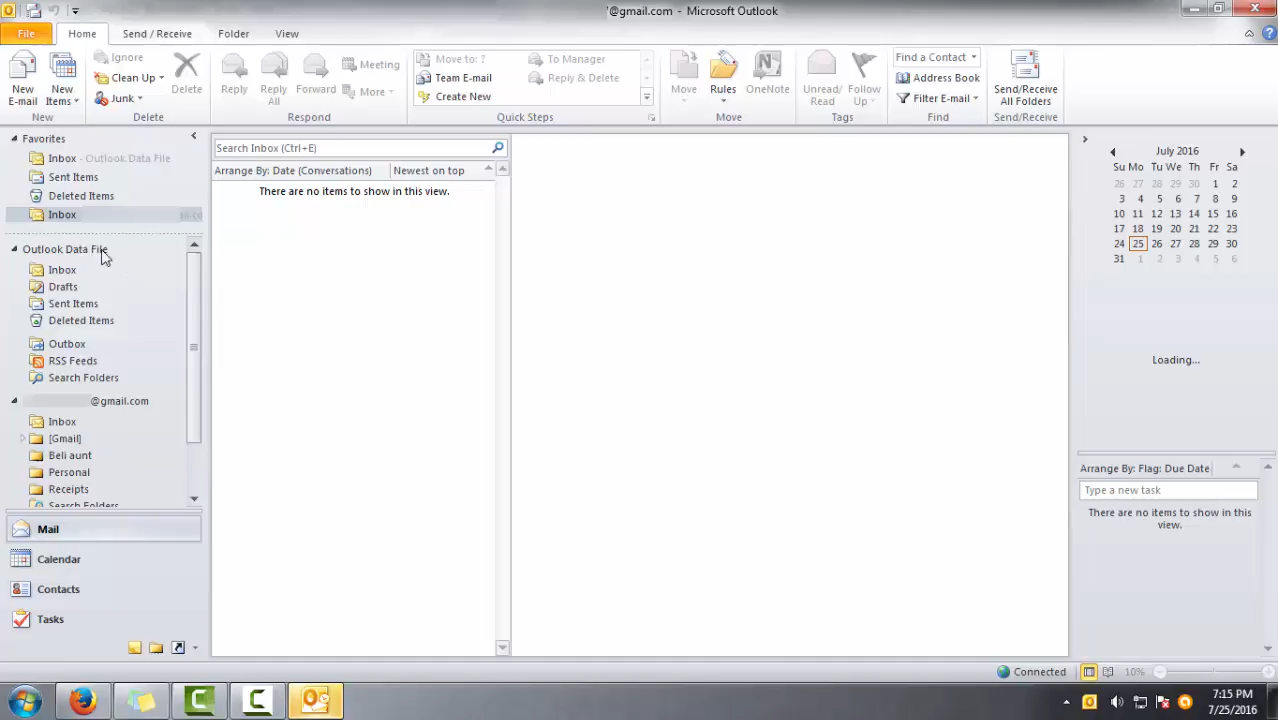 '@gmail.com - Microsoft Outlook
File Home Send / Receive Folder View
New E-mail
New Items
New
Ignore
Clean Up
Junk
Delete
Delete
Reply
Reply All
Forward
Meeting
More
Respond
Move to: ?
Team E-mail
Create New
To Manager
Reply & Delete
Quick Steps
Move
Rules
OneNote
Move
Unread/ Read
Follow Up
Tags
Find a Contact
Address Book
Filter E-mail
Find
Send/Receive All Folders
Send/Receive
Favorites
Inbox - Outlook Data File
Sent Items
Deleted Items
Inbox
Outlook Data File
Inbox
Drafts
Sent Items
Deleted Items
Outbox
RSS Feeds
Search Folders
@gmail.com
Inbox
[Gmail]
Beli aunt
Personal
Receipts
Search Folders
Mail
Calendar
Contacts
Tasks
Search Inbox (Ctrl+E)
Arrange By: Date (Conversations) Newest on top
There are no items to show in this view.
July 2016
Su Mo Tu We Th Fr Sa
26 27 28 29 30 1 2
3 4 5 6 7 8 9
10 11 12 13 14 15 16
17 18 19 20 21 22 23
24 25 26 27 28 29 30
31 1 2 3 4 5 6
Loading...
Arrange By: Flag: Due Date
Type a new task
There are no items to show in this
view.
Connected 10%
7:15 PM
7/25/2016